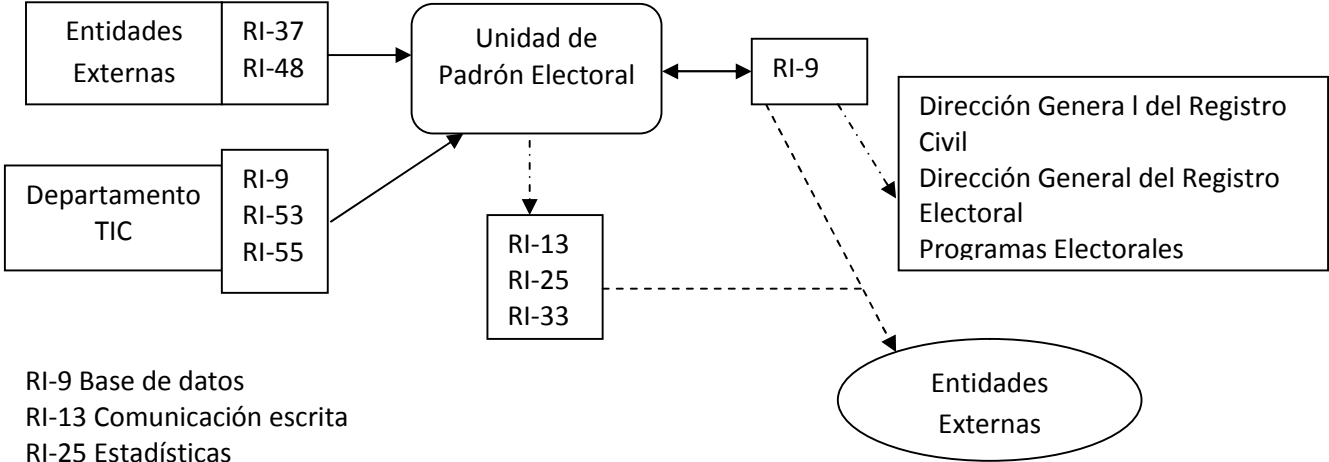 Entidades
Externas
RI-37
RI-48
Unidad de
Padrón Electoral
RI-9
Dirección Genera l del Registro
Civil
Dirección General del Registro
Electoral
Programas Electorales
Departamento
TIC
RI-9
RI-53
RI-55
RI-13
RI-25
RI-33
Entidades
Externas
RI-9 Base de datos
RI-13 Comunicación escrita
RI-25 Estadísticas